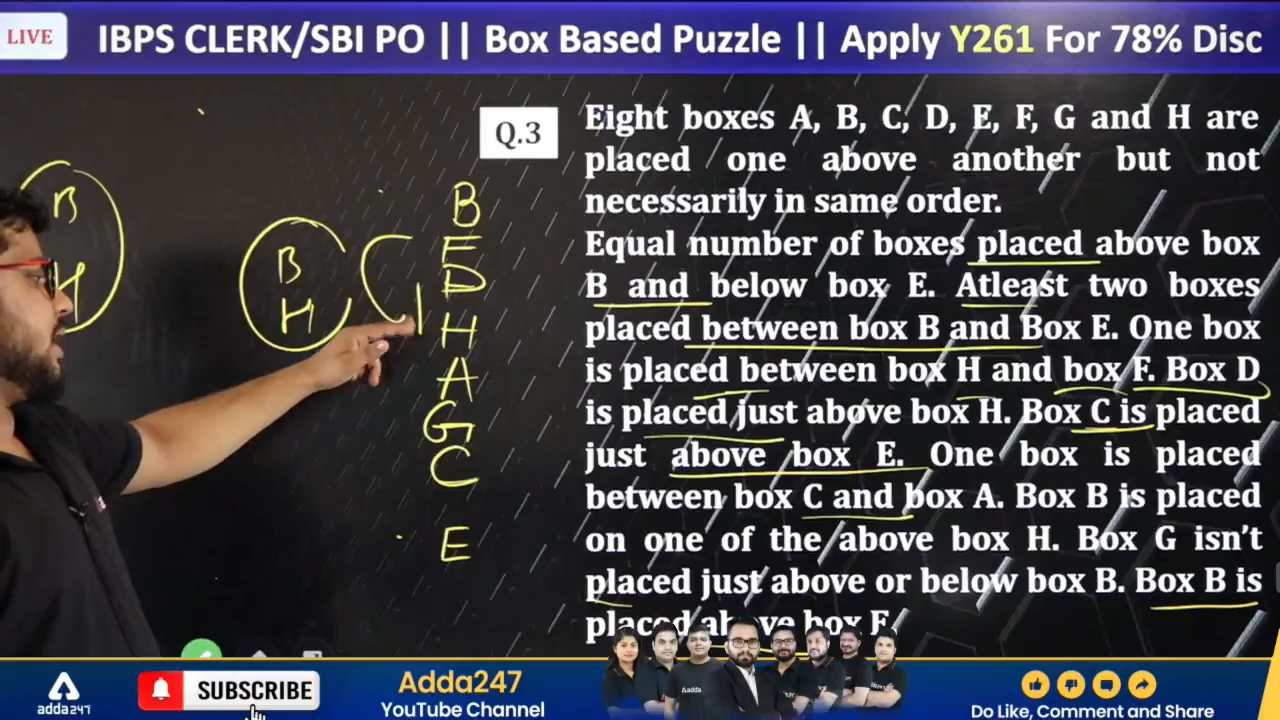 LIVE
IBPS CLERK/SBI PO || Box Based Puzzle || Apply Y261 For 78% Disc
Q.3
Eight boxes A, B, C, D, E, F, G and H are
placed one above another but not
necessarily in same order.
Equal number of boxes placed above box
B and below box E. Atleast two boxes
placed between box B and Box E. One box
is placed between box H and box F. Box D
is placed just above box H. Box C is placed
just above box E. One box is placed
between box C and box A. Box B is placed
on one of the above box H. Box G isn't
placed just above or below box B. Box B is
placed above box E.
B
H
B
H
B
F
D
H
A
G
C
E
adda247
SUBSCRIBE
Adda247
YouTube Channel
Do Like, Comment and Share